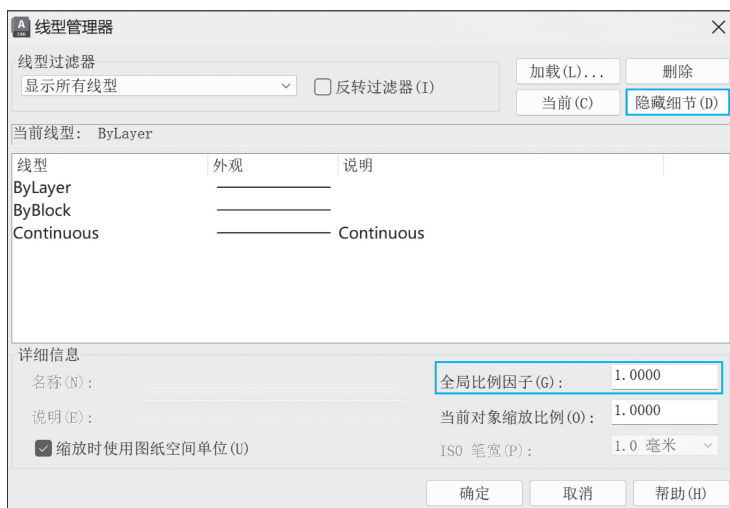 A CAD 线型管理器
线型过滤器
显示所有线型
反转过滤器(I)
加载(L)...
删除
当前(C)
隐藏细节(D)
当前线型: ByLayer
线型 外观 说明
ByLayer
ByBlock
Continuous Continuous
详细信息
名称(N):
全局比例因子(G): 1.0000
说明(E):
当前对象缩放比例(O): 1.0000
缩放时使用图纸空间单位(U)
ISO 笔宽(P): 1.0 毫米
确定 取消 帮助(H)